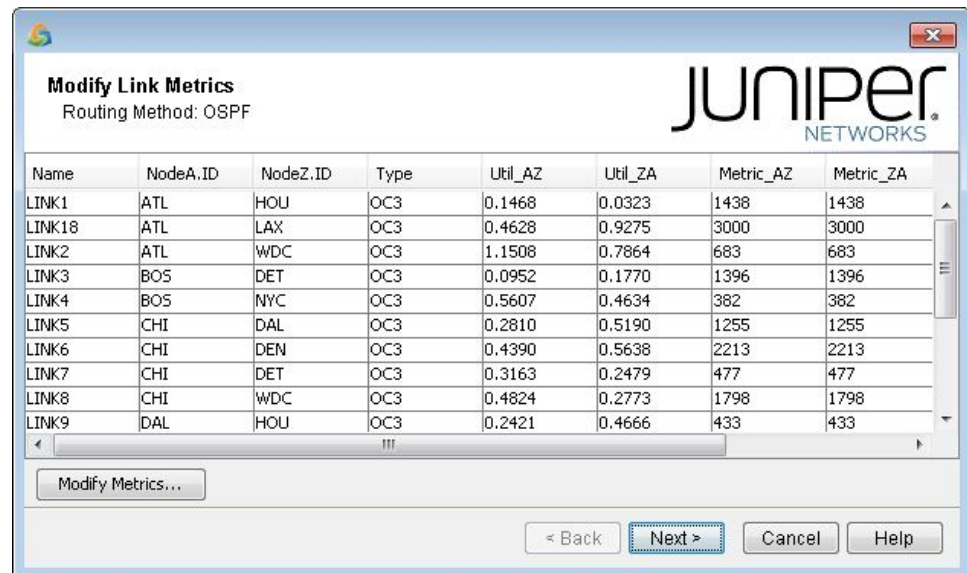 Modify Link Metrics
Routing Method: OSPF
JUNIPER
NETWORKS
Name NodeA.ID NodeZ.ID Type Util_AZ Util_ZA Metric_AZ Metric_ZA
LINK1 ATL HOU OC3 0.1468 0.0323 1438 1438
LINK18 ATL LAX OC3 0.4628 0.9275 3000 3000
LINK2 ATL WDC OC3 1.1508 0.7864 683 683
LINK3 BOS DET OC3 0.0952 0.1770 1396 1396
LINK4 BOS NYC OC3 0.5607 0.4634 382 382
LINK5 CHI DAL OC3 0.2810 0.5190 1255 1255
LINK6 CHI DEN OC3 0.4390 0.5638 2213 2213
LINK7 CHI DET OC3 0.3163 0.2479 477 477
LINK8 CHI WDC OC3 0.4824 0.2773 1798 1798
LINK9 DAL HOU OC3 0.2421 0.4666 433 433
Modify Metrics...
< Back Next > Cancel Help